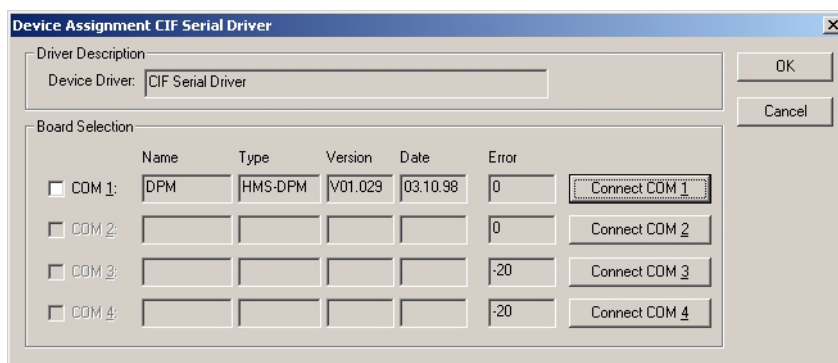 Device Assignment CIF Serial Driver
Driver Description
Device Driver: CIF Serial Driver
OK
Cancel
Board Selection
Name Type Version Date Error
COM 1: DPM HMS-DPM V01.029 03.10.98 0 Connect COM 1
COM 2: 0 Connect COM 2
COM 3: -20 Connect COM 3
COM 4: -20 Connect COM 4